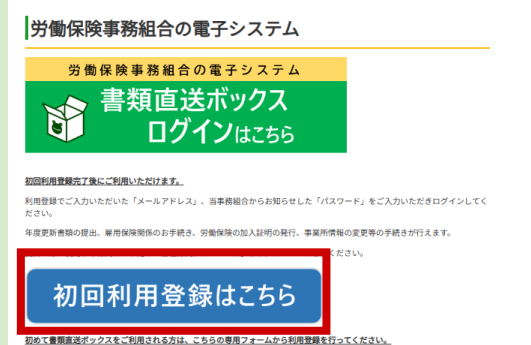 労働保険事務組合の電子システム
労働保険事務組合の電子システム
書類直送ボックス
ログインはこちら
初回利用登録完了後にご利用いただけます。
利用登録でご入力いただいた「メールアドレス」、当事務組合からお知らせした「パスワード」をご入力いただきログインしてく
ださい。
年度更新書類の提出、雇用保険関係のお手続き、労働保険の加入証明の発行、事業所情報の変更等の手続きが行えます。
ください。
初回利用登録はこちら
初めて書類直送ボックスをご利用される方は、こちらの専用フォームから利用登録を行ってください。